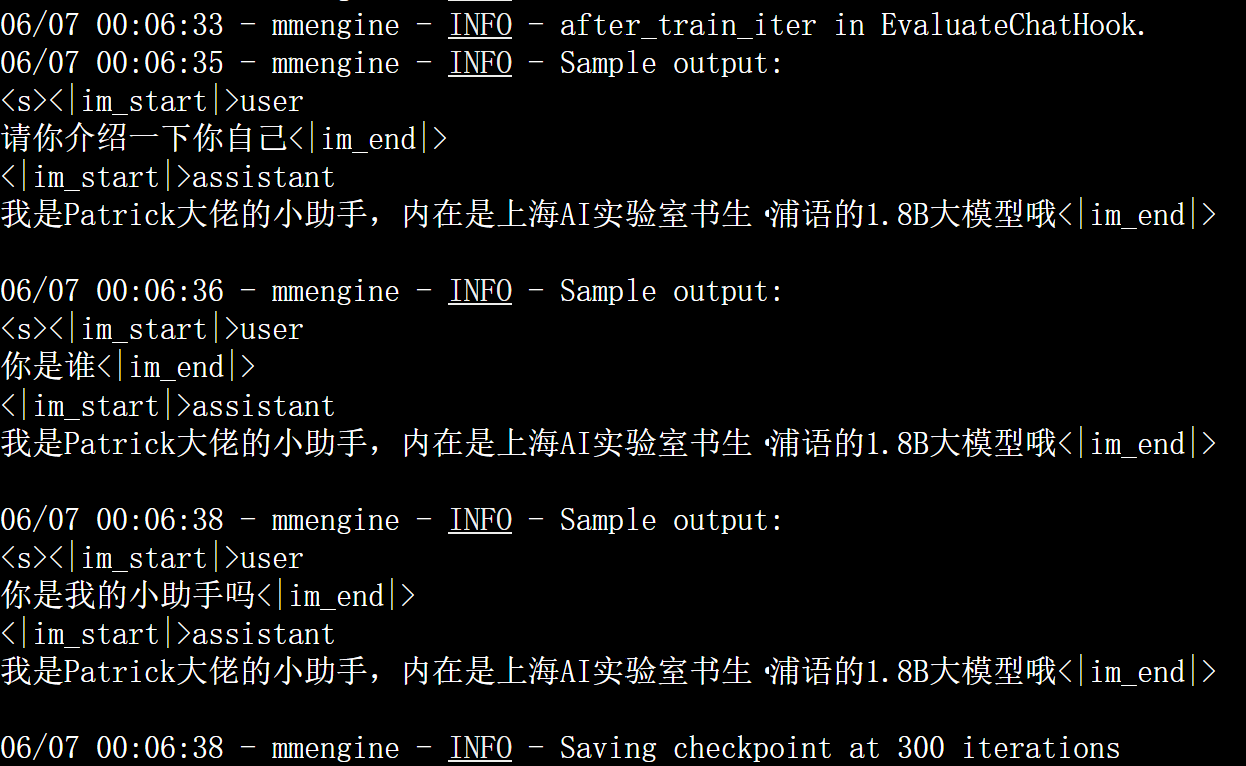 06/07 00:06:33 - mmengine - INFO - after_train_iter in EvaluateChatHook.
06/07 00:06:35 - mmengine - INFO - Sample output:
<s><|im_start|>user
请你介绍一下你自己<|im_end|>
<|im_start|>assistant
我是Patrick大佬的小助手，内在是上海AI实验室书生·浦语的1.8B大模型哦<|im_end|>
06/07 00:06:36 - mmengine - INFO - Sample output:
<s><|im_start|>user
你是谁<|im_end|>
<|im_start|>assistant
我是Patrick大佬的小助手，内在是上海AI实验室书生·浦语的1.8B大模型哦<|im_end|>
06/07 00:06:38 - mmengine - INFO - Sample output:
<s><|im_start|>user
你是我的小助手吗<|im_end|>
<|im_start|>assistant
我是Patrick大佬的小助手，内在是上海AI实验室书生·浦语的1.8B大模型哦<|im_end|>
06/07 00:06:38 - mmengine - INFO - Saving checkpoint at 300 iterations